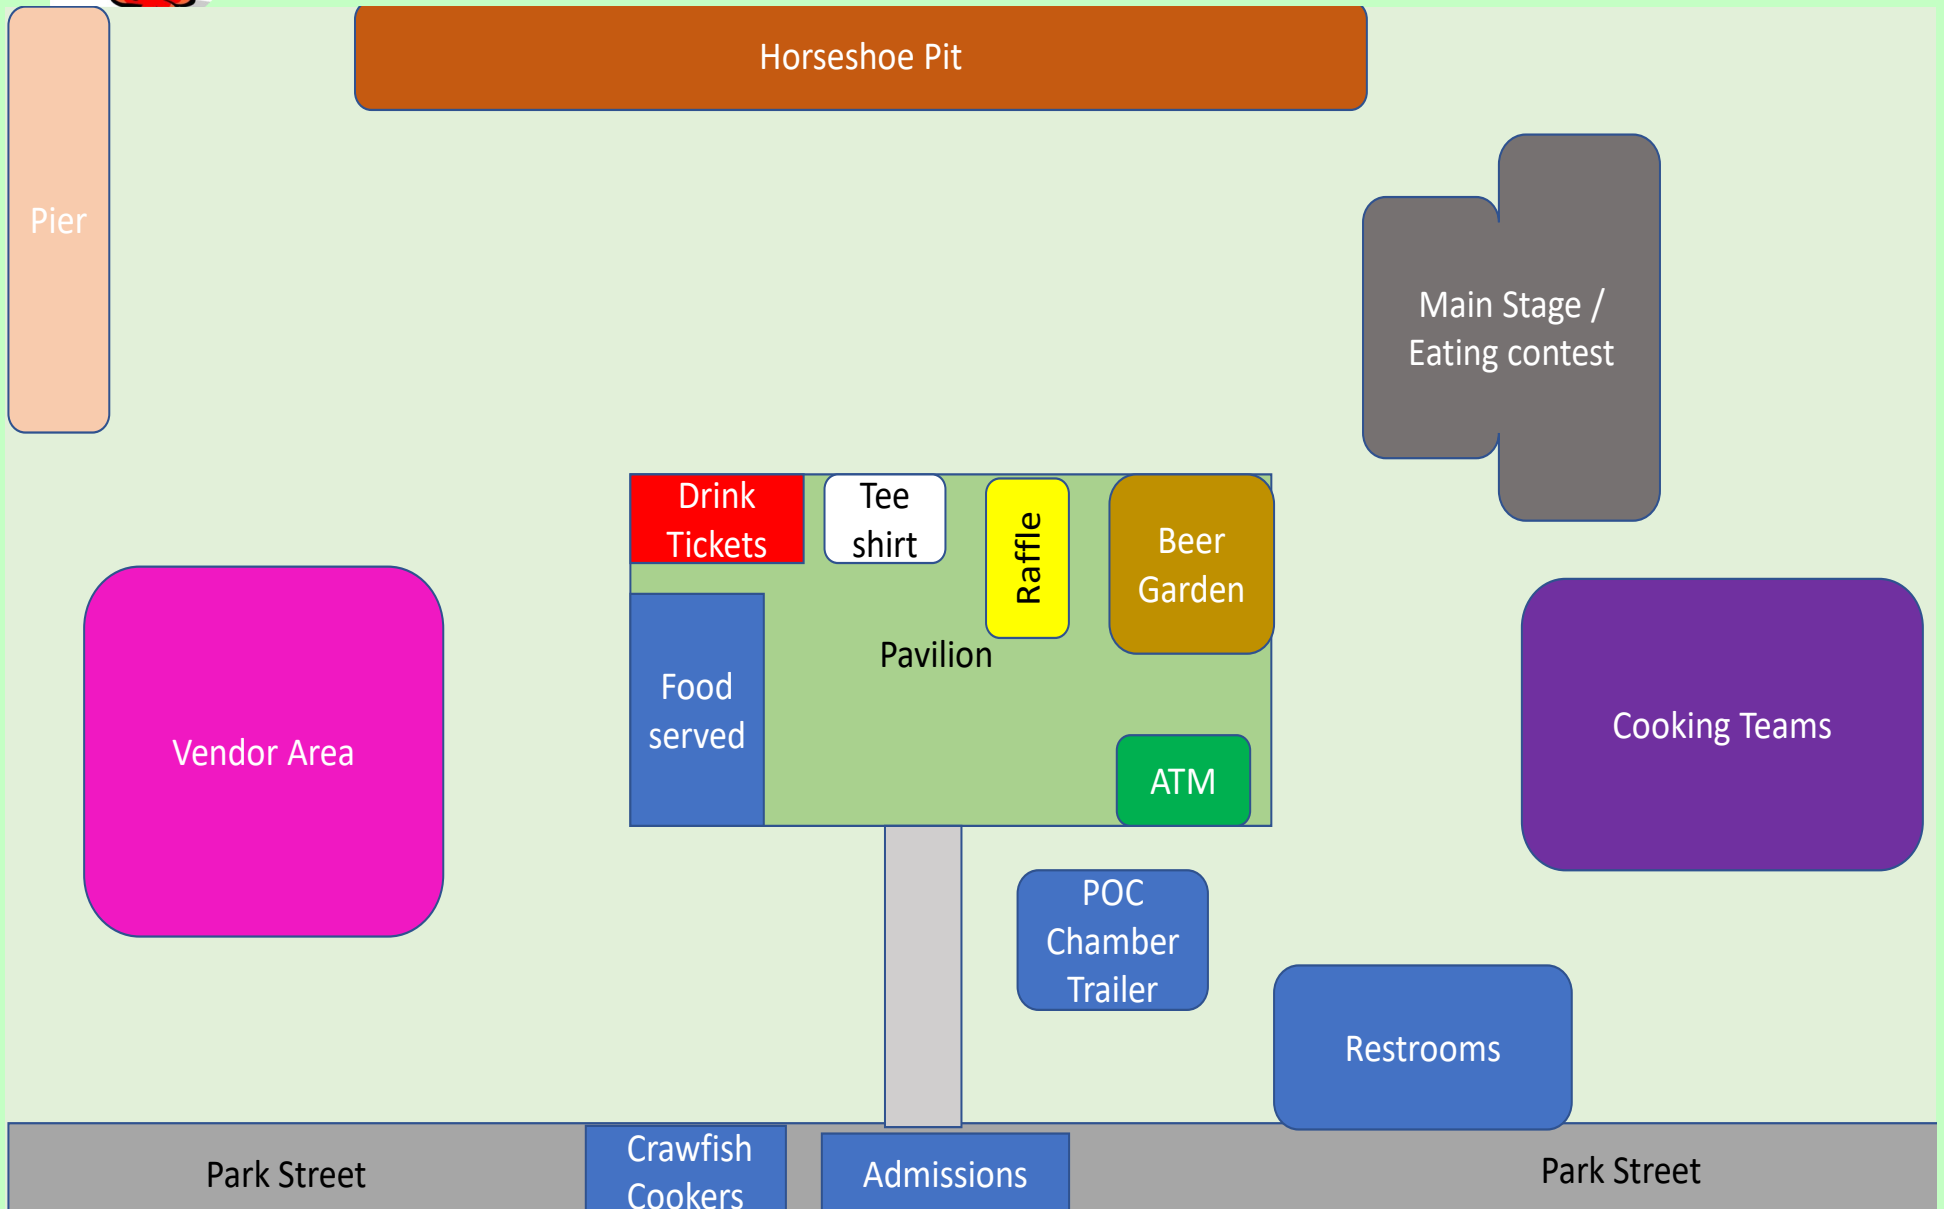 Horseshoe Pit
Pier
Main Stage /
Eating contest
Drink
Tickets
Tee
shirt
Raffle
Beer
Garden
Pavilion
Food
served
ATM
Vendor Area
Cooking Teams
POC
Chamber
Trailer
Restrooms
Park Street
Crawfish
Cookers
Admissions
Park Street